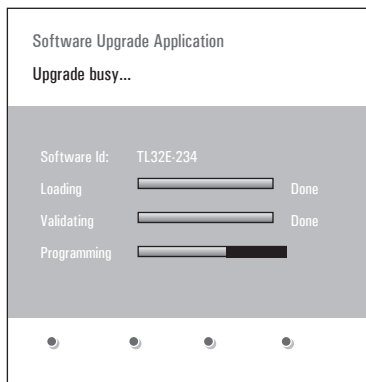 Software Upgrade Application
Upgrade busy...
Software Id: TL32E-234
Loading Done
Validating Done
Programming